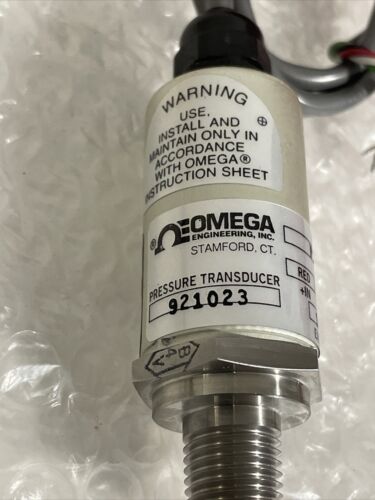 WARNING
USE,
INSTALL AND
MAINTAIN ONLY IN
ACCORDANCE
WITH OMEGA®
INSTRUCTION SHEET
® OMEGA
ENGINEERING, INC.
STAMFORD, CT.
PRESSURE TRANSDUCER
921023
RED
+IN